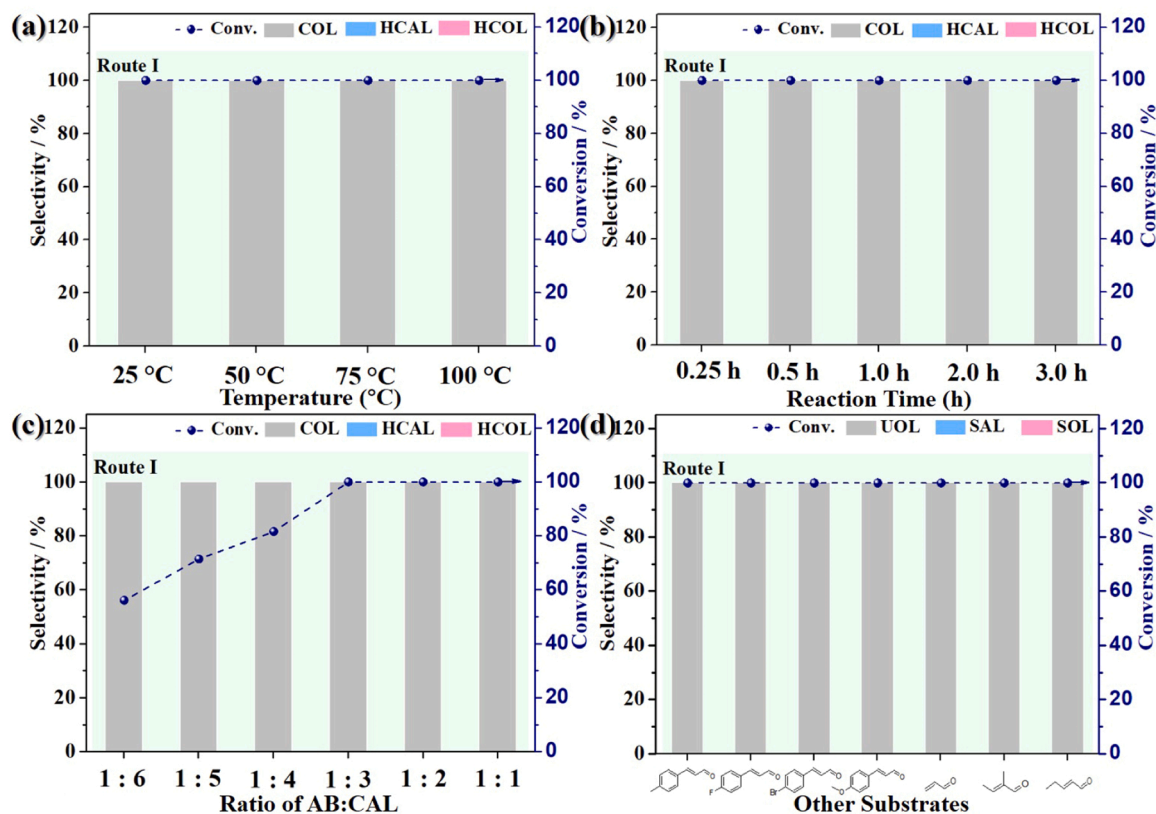 (a)
Conv. COL HCAL HCOL
Route I
Selectivity / %
120
100
80
60
40
20
0
Conversion / %
120
100
80
60
40
20
0
25 °C 50 °C 75 °C 100 °C
Temperature (°C)
(b)
Conv. COL HCAL HCOL
Route I
Selectivity / %
120
100
80
60
40
20
0
Conversion / %
120
100
80
60
40
20
0
0.25 h 0.5 h 1.0 h 2.0 h 3.0 h
Reaction Time (h)
(c)
Conv. COL HCAL HCOL
Route I
Selectivity / %
120
100
80
60
40
20
0
Conversion / %
120
100
80
60
40
20
0
1 : 6 1 : 5 1 : 4 1 : 3 1 : 2 1 : 1
Ratio of AB:CAL
(d)
Conv. UOL SAL SOL
Route I
Selectivity / %
120
100
80
60
40
20
0
Conversion / %
120
100
80
60
40
20
0
O F O Br O O O O O O
Other Substrates